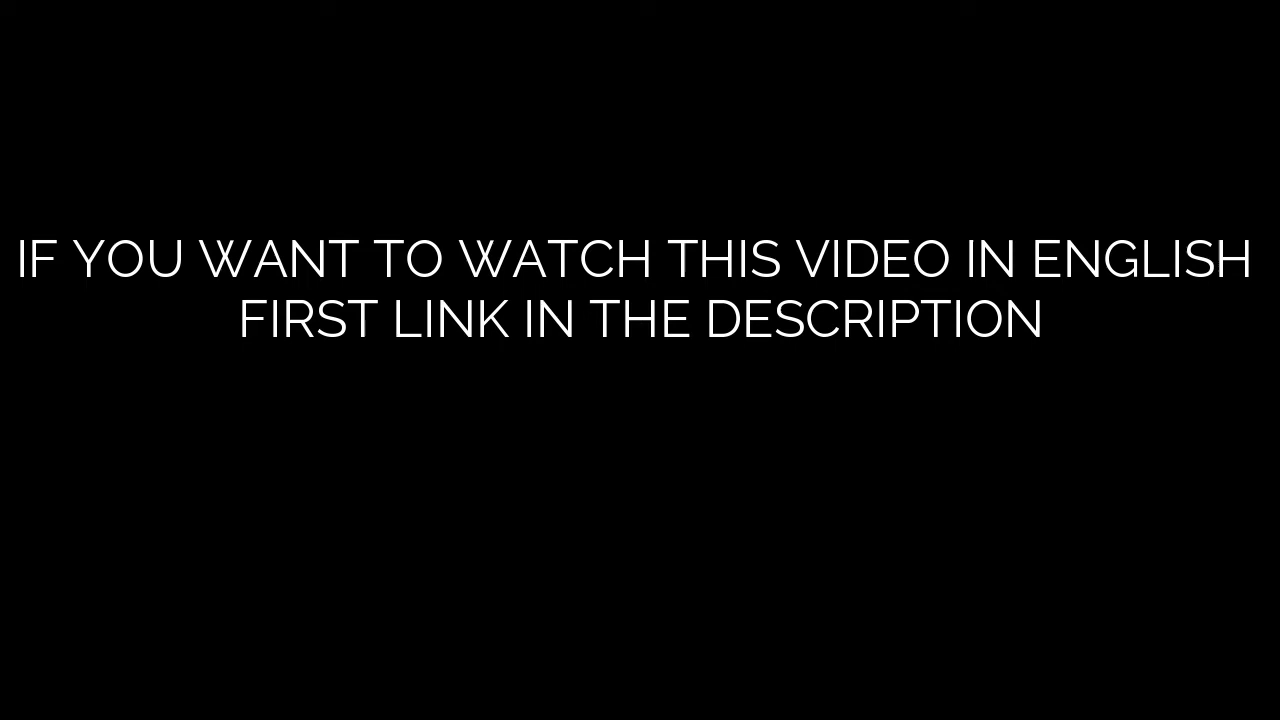 IF YOU WANT TO WATCH THIS VIDEO IN ENGLISH
FIRST LINK IN THE DESCRIPTION